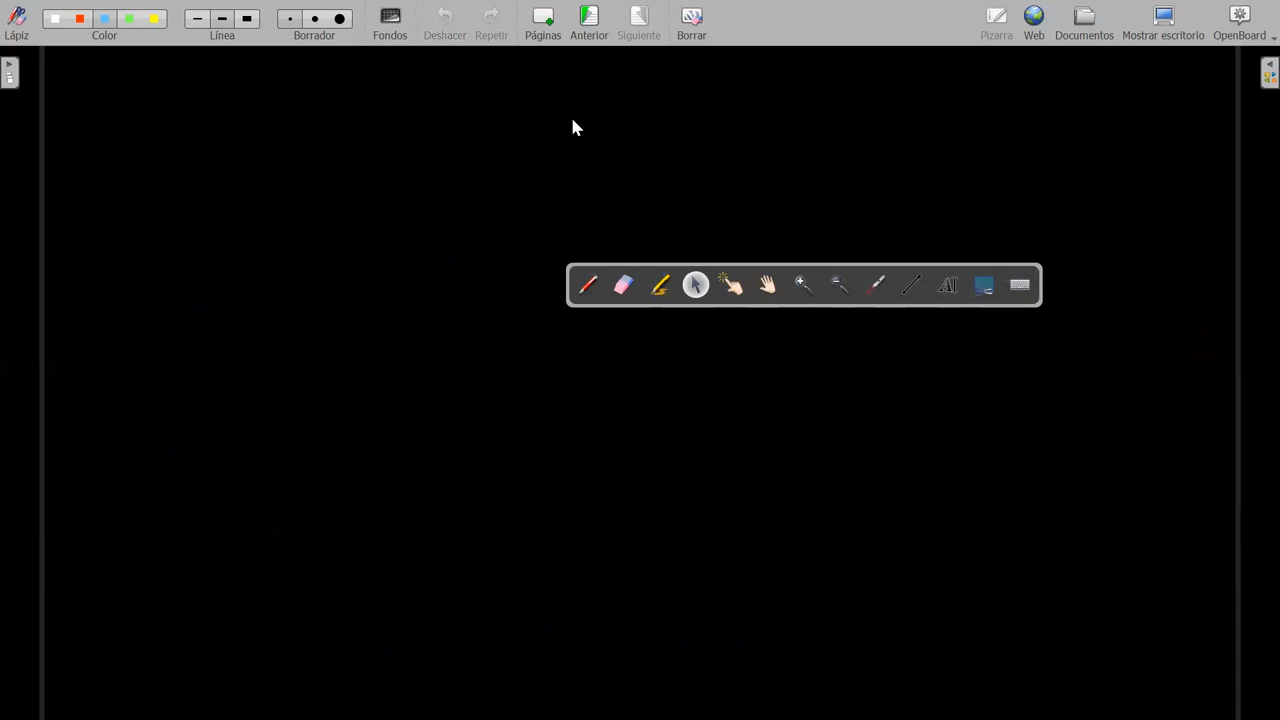 Lápiz Color Línea Borrador Fondos Deshacer Repetir Páginas Anterior Siguiente Borrar Pizarra Web Documentos Mostrar escritorio OpenBoard